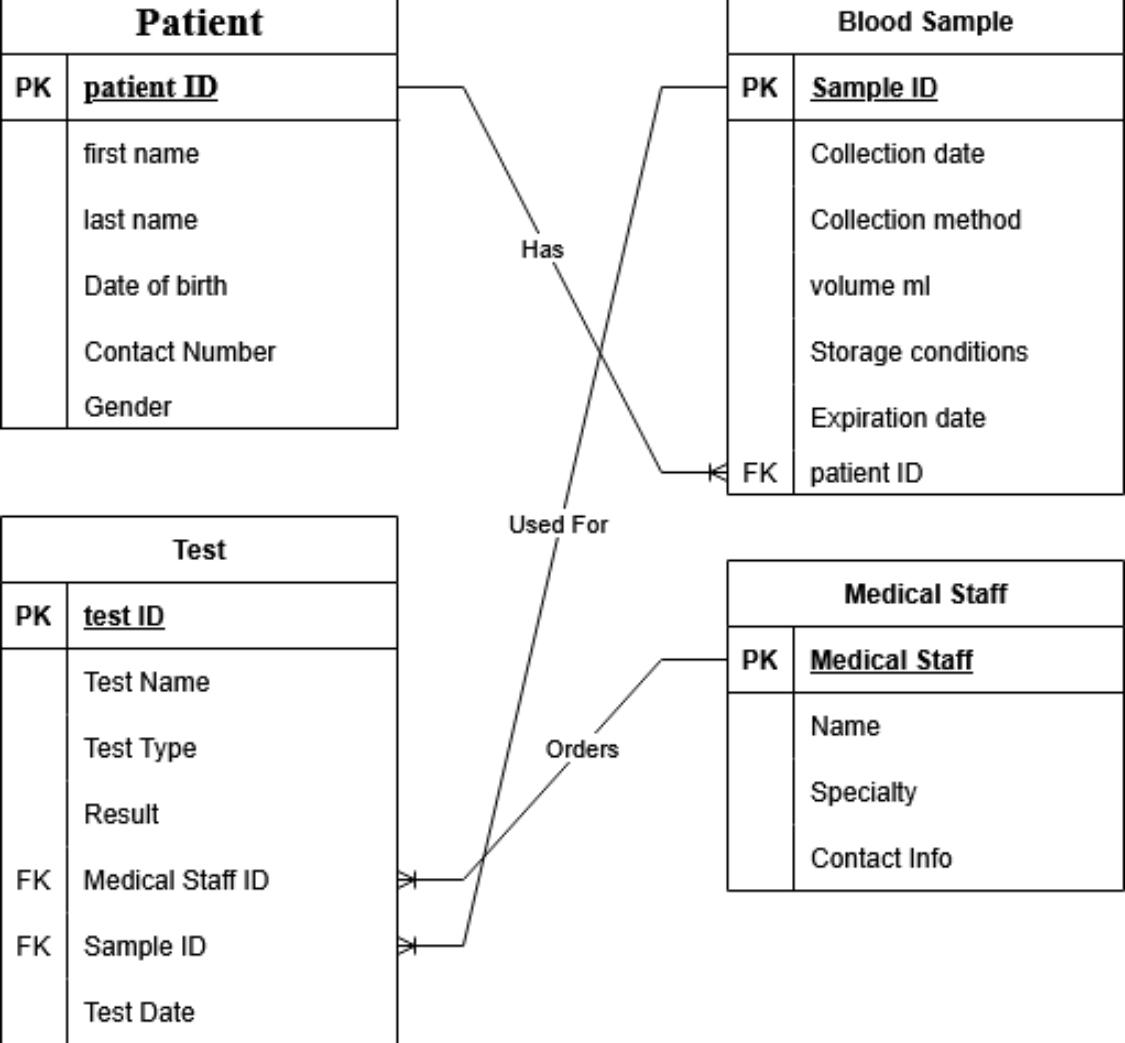 Patient
PK patient ID
first name
last name
Date of birth
Contact Number
Gender
Blood Sample
PK Sample ID
Collection date
Collection method
volume ml
Storage conditions
Expiration date
FK patient ID
Has
Used For
Test
PK test ID
Test Name
Test Type
Result
FK Medical Staff ID
FK Sample ID
Test Date
Orders
Medical Staff
PK Medical Staff
Name
Specialty
Contact Info